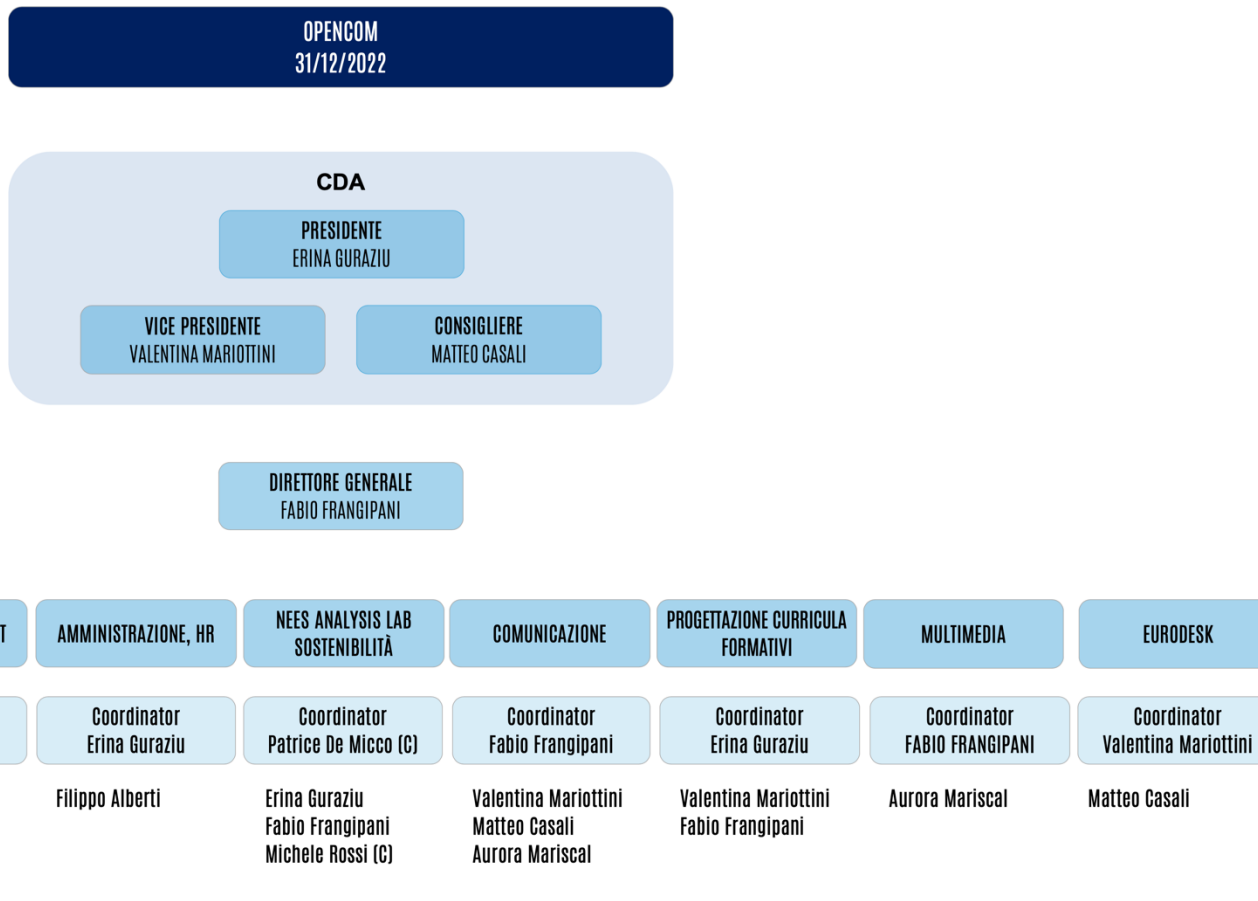 OPENCOM
31/12/2022
CDA
PRESIDENTE
ERINA GURAZIU
VICE PRESIDENTE
VALENTINA MARIOTTINI
CONSIGLIERE
MATTEO CASALI
DIRETTORE GENERALE
FABIO FRANGIPANI
T
AMMINISTRAZIONE, HR
NEES ANALYSIS LAB
SOSTENIBILITÀ
COMUNICAZIONE
PROGETTAZIONE CURRICULA
FORMATIVI
MULTIMEDIA
EURODESK
Coordinator
Erina Guraziu
Coordinator
Patrice De Micco (C)
Coordinator
Fabio Frangipani
Coordinator
Erina Guraziu
Coordinator
FABIO FRANGIPANI
Coordinator
Valentina Mariottini
Filippo Alberti
Erina Guraziu
Fabio Frangipani
Michele Rossi (C)
Valentina Mariottini
Matteo Casali
Aurora Mariscal
Valentina Mariottini
Fabio Frangipani
Aurora Mariscal
Matteo Casali